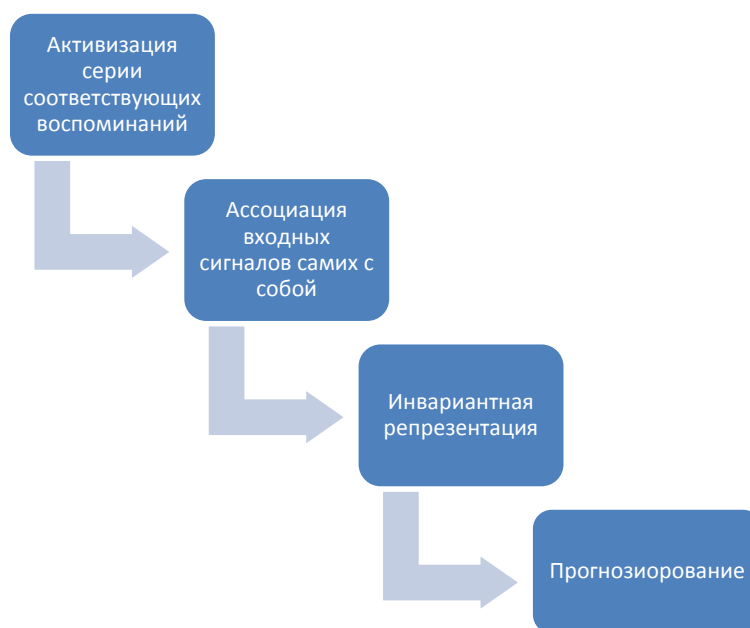 Активизация
серии
соответствующих
воспоминаний
Ассоциация
входных
сигналов самих с
собой
Инвариантная
репрезентация
Прогнозиорование